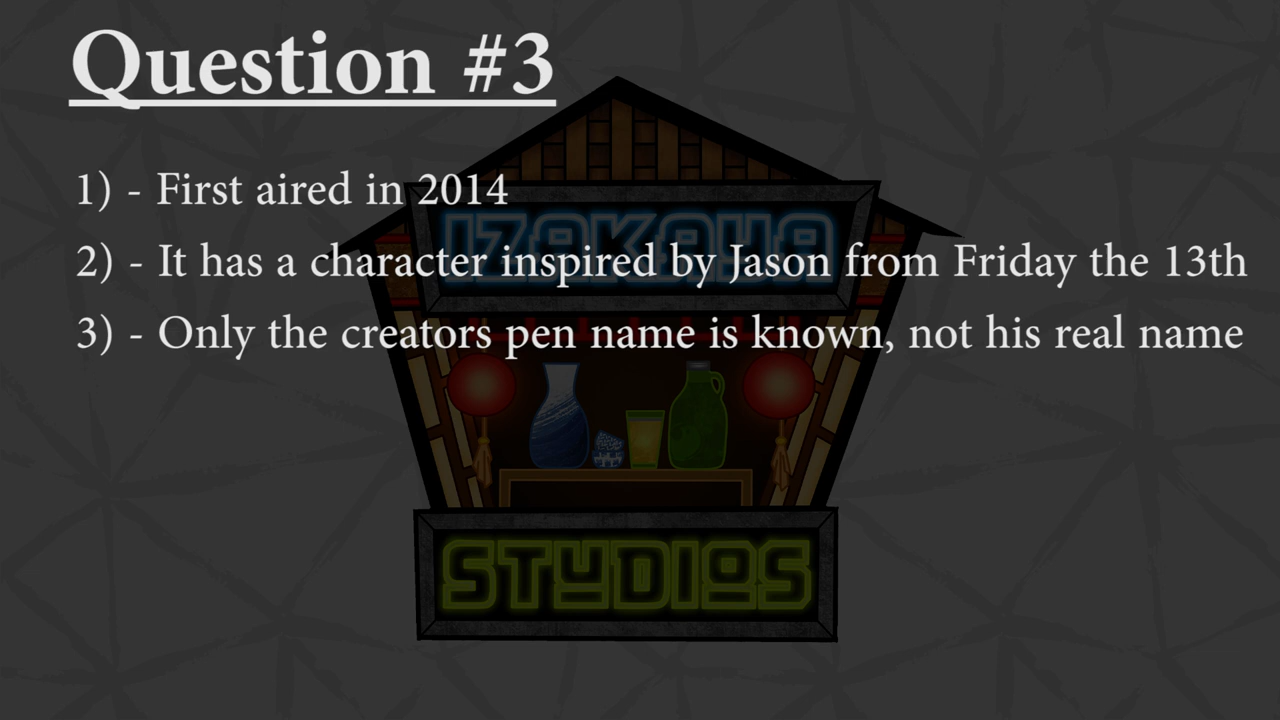 Question #3
1) - First aired in 2014
IZAKAYA
2) - It has a character inspired by Jason from Friday the 13th
3) - Only the creators pen name is known, not his real name
STUDIOS